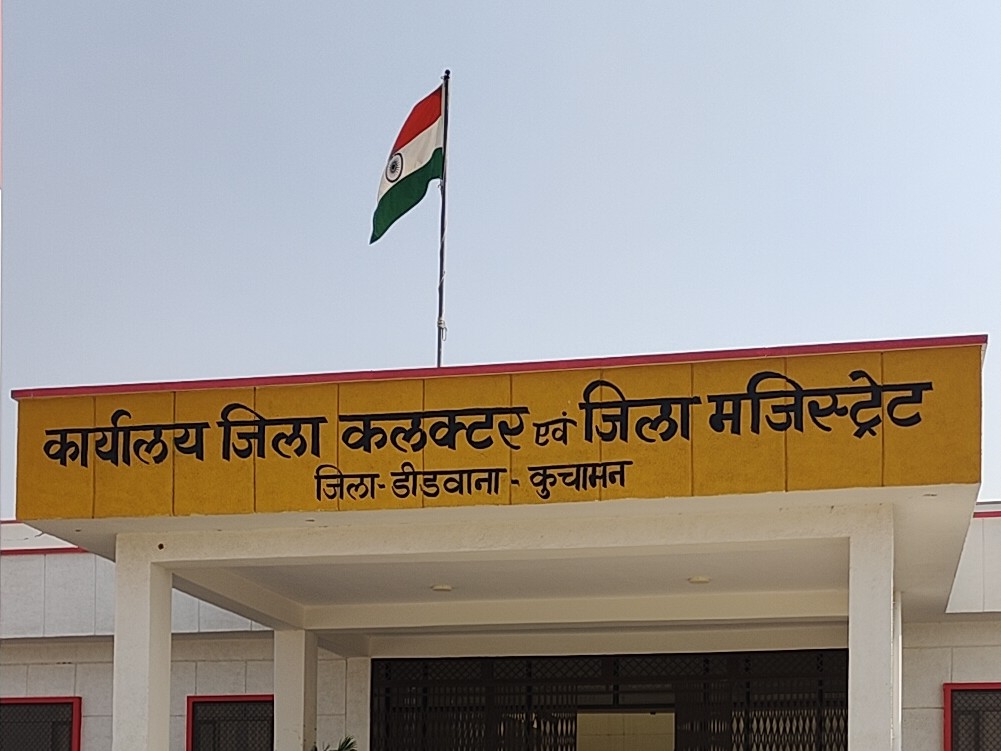 कार्यालय जिला कलक्टर एवं जिला मजिस्ट्रेट
जिला-डीडवाना - कुचामन